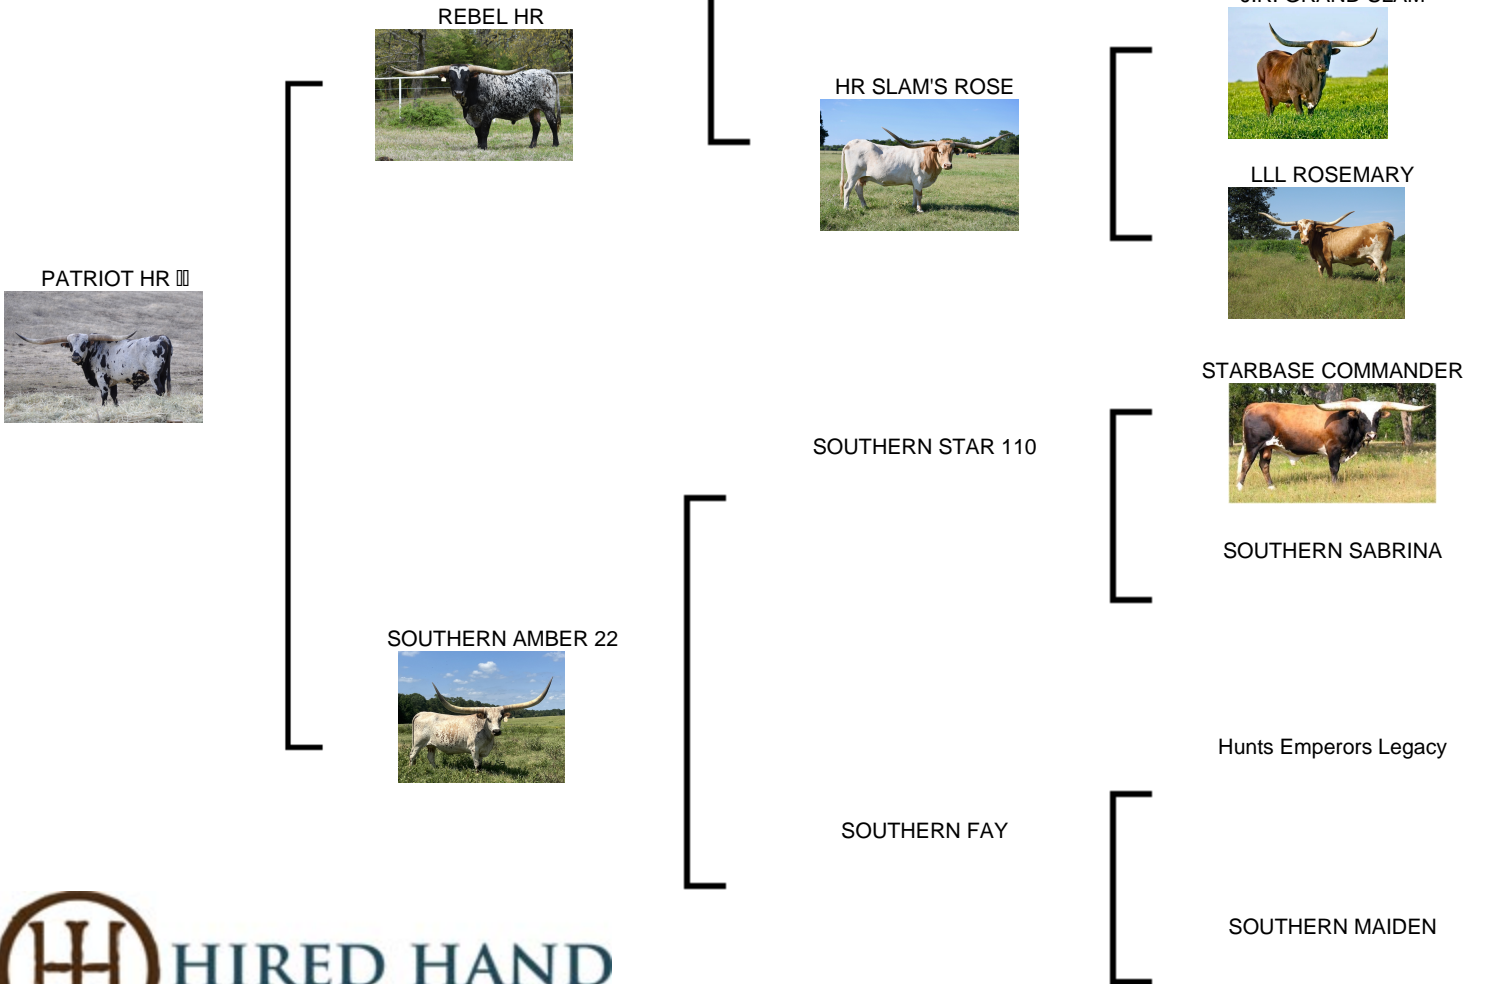 REBEL HR
HR SLAM'S ROSE
LLL ROSEMARY
PATRIOT HR
STARBASE COMMANDER
SOUTHERN STAR 110
SOUTHERN SABRINA
SOUTHERN AMBER 22
Hunts Emperors Legacy
SOUTHERN FAY
SOUTHERN MAIDEN
HIRED HAND